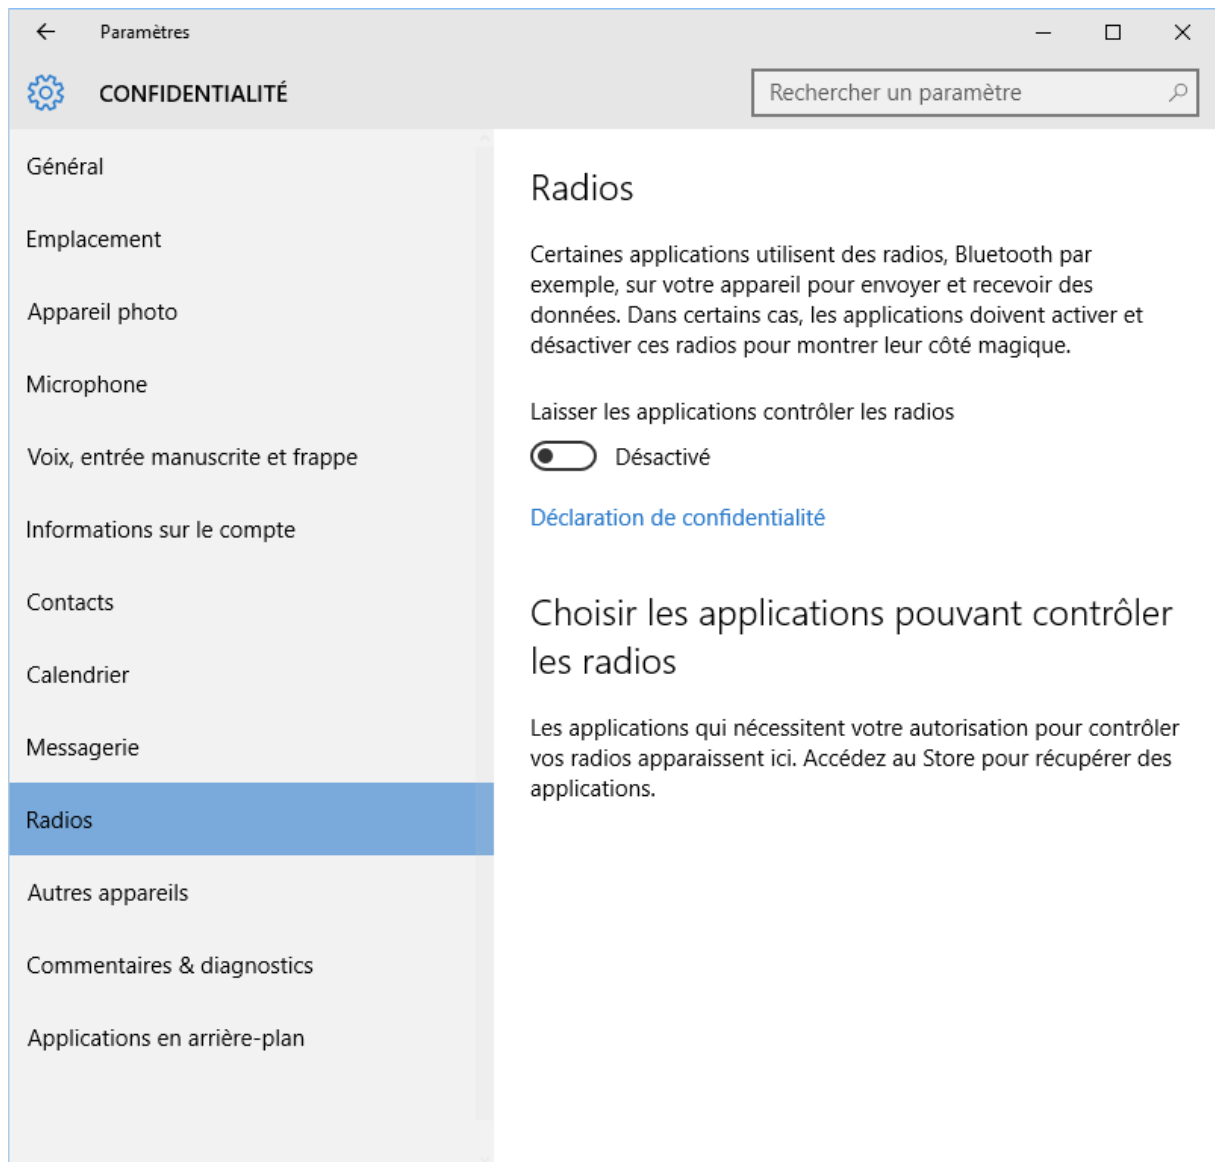 Paramètres
CONFIDENTIALITÉ
Rechercher un paramètre
Général
Emplacement
Appareil photo
Microphone
Voix, entrée manuscrite et frappe
Informations sur le compte
Contacts
Calendrier
Messagerie
Radios
Autres appareils
Commentaires & diagnostics
Applications en arrière-plan
Radios
Certaines applications utilisent des radios, Bluetooth par
exemple, sur votre appareil pour envoyer et recevoir des
données. Dans certains cas, les applications doivent activer et
désactiver ces radios pour montrer leur côté magique.
Laisser les applications contrôler les radios
Désactivé
Déclaration de confidentialité
Choisir les applications pouvant contrôler
les radios
Les applications qui nécessitent votre autorisation pour contrôler
vos radios apparaissent ici. Accédez au Store pour récupérer des
applications.